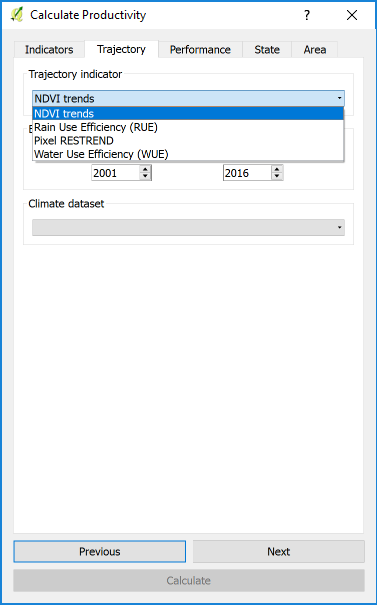 Calculate Productivity
?
Indicators Trajectory Performance State Area
Trajectory indicator
NDVI trends
NDVI trends
Rain Use Efficiency (RUE)
Pixel RESTREND
Water Use Efficiency (WUE)
2001 2016
Climate dataset
Previous Next
Calculate